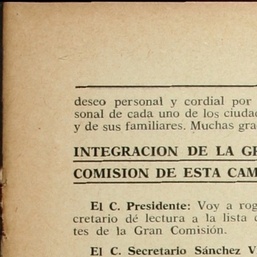 deseo personal y cordial por
sonal de cada uno de los ciuda
y de sus familiares. Muchas gra
INTEGRACION DE LA GR
COMISION DE ESTA CAM
El C. Presidente: Voy a rog
cretario dé lectura a la lista d
tes de la Gran Comisión.
El C. Secretario Sánchez V